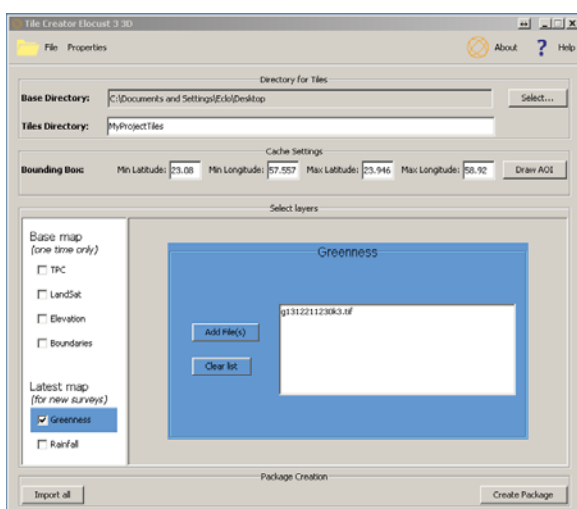 Tile Creator Elocust 3 3D
File Properties About ? Help
Directory for Tiles
Base Directory: C:\Documents and Settings\Eclo\Desktop Select...
Tiles Directory: MyProjectTiles
Cache Settings
Bounding Box: Min Latitude: 23.08 Min Longitude: 57.557 Max Latitude: 23.946 Max Longitude: 58.92 Draw AOI
Select layers
Base map
(one time only)
TPC
LandSat
Elevation
Boundaries
Latest map
(for new surveys)
Greenness
Rainfall
Greenness
Add File(s)
Clear list
g1312211230k3.tif
Package Creation
Import all Create Package